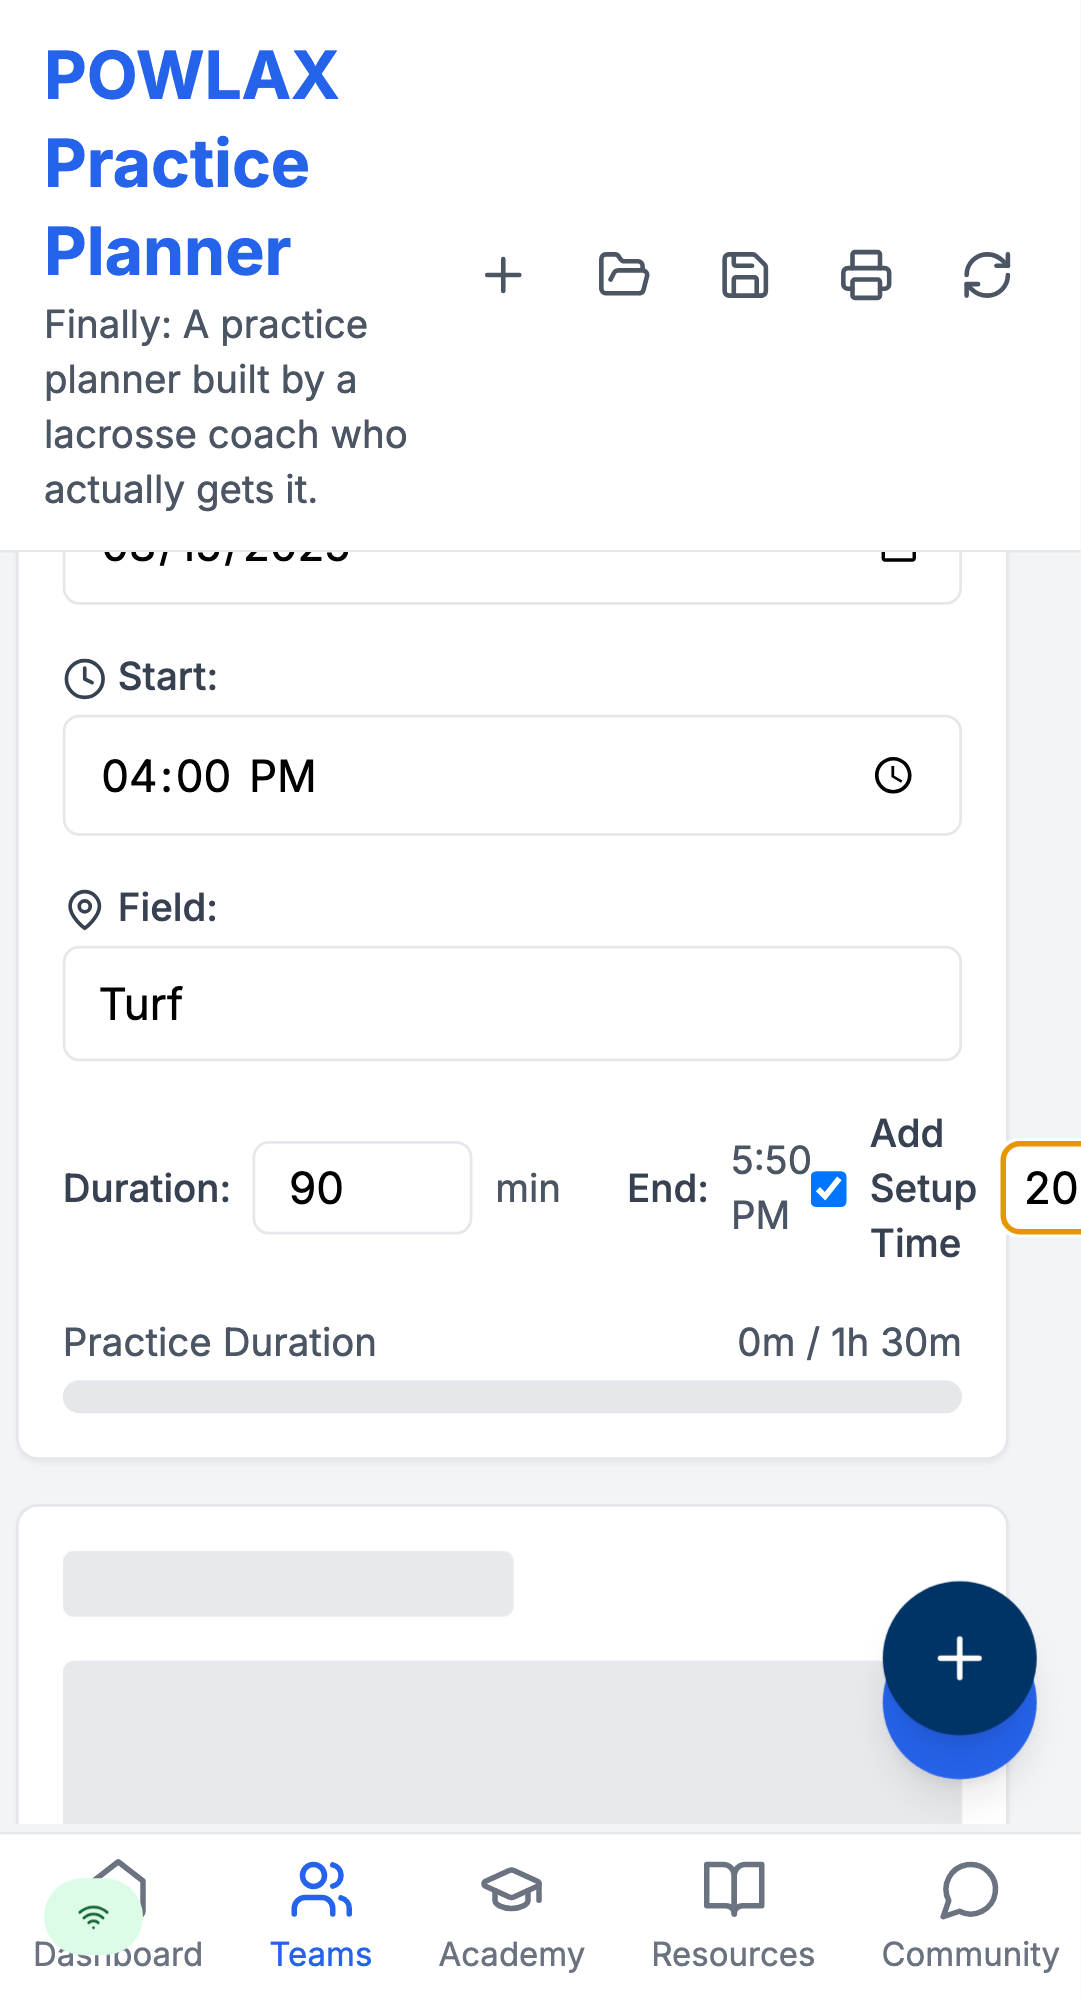 POWLAX
Practice
Planner
Finally: A practice
planner built by a
lacrosse coach who
actually gets it.
Start:
04:00 PM
Field:
Turf
Duration: 90 min End: 5:50 PM Add Setup Time 20
Practice Duration 0m / 1h 30m
Dashboard Teams Academy Resources Community